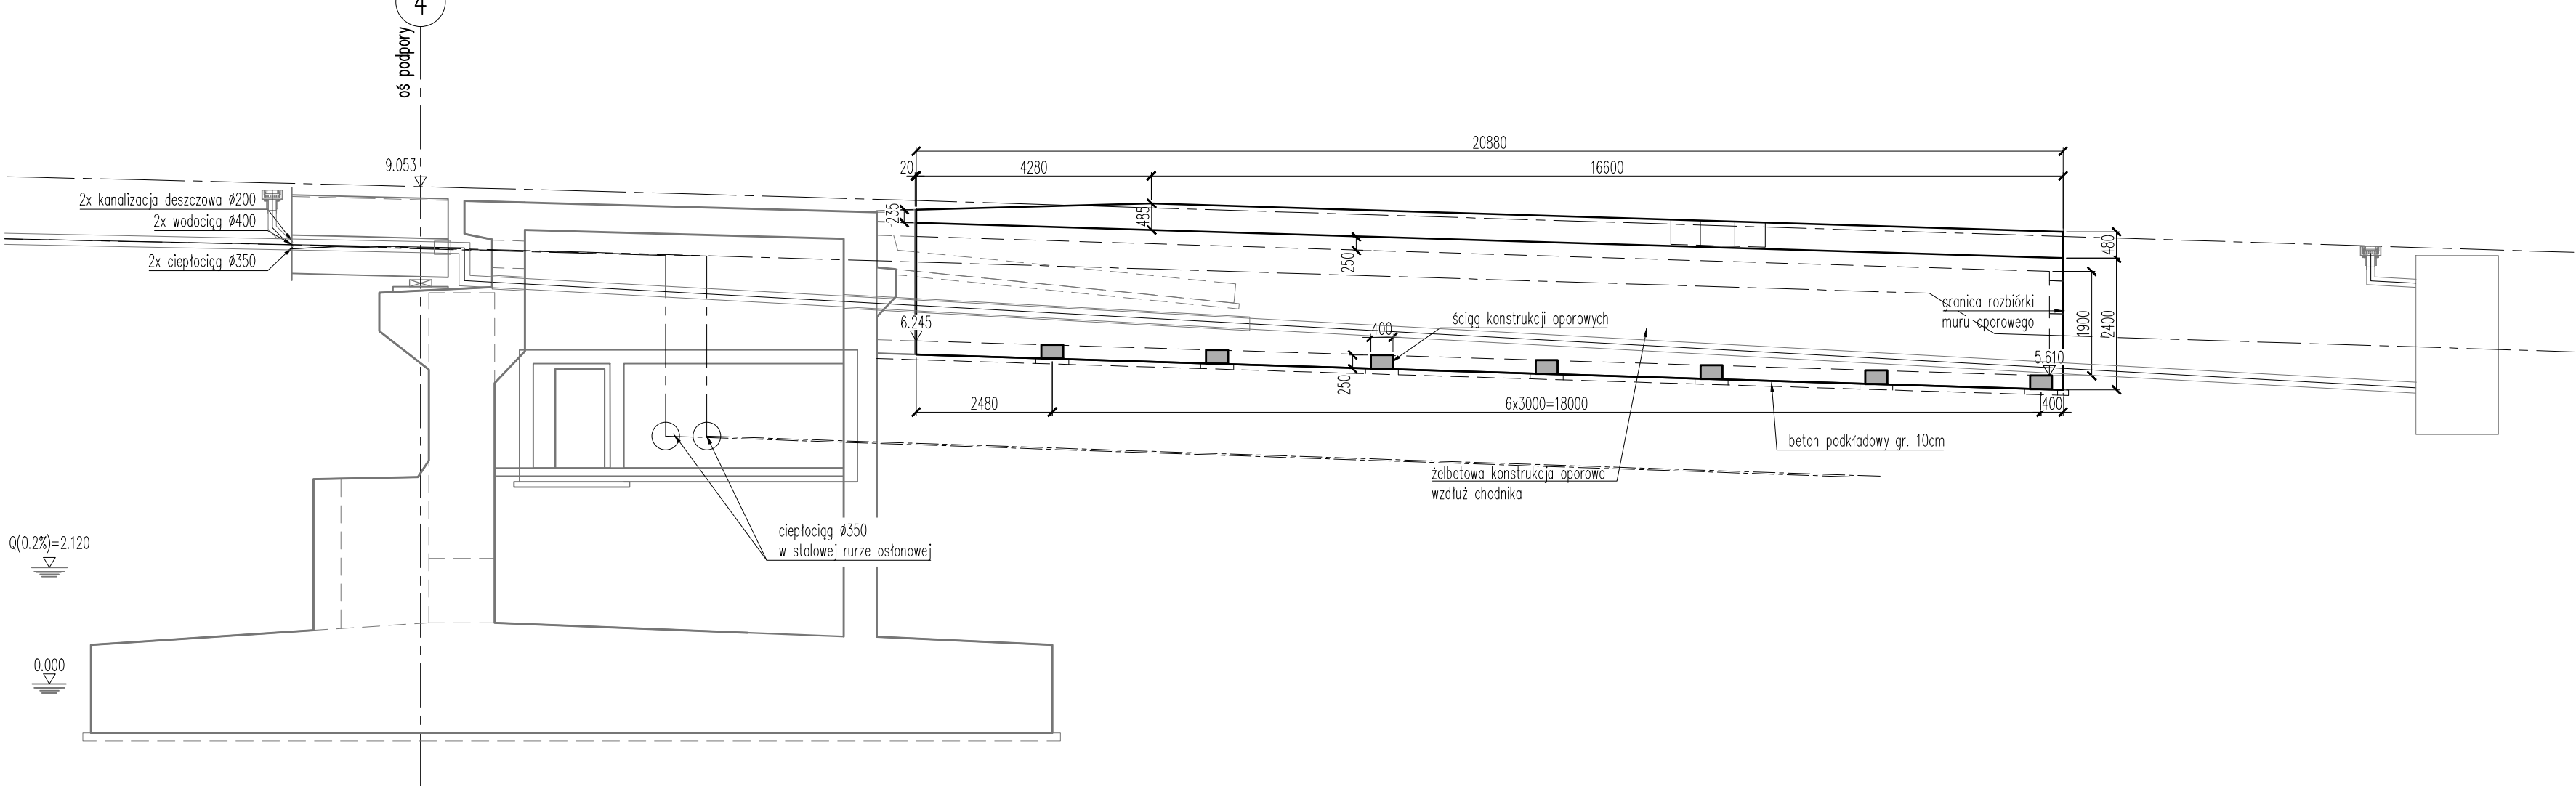 4
oś podpory
20880
9.053
20
4280
16600
2x kanalizacja deszczowa ø200
2x wodociąg ø400
2x ciepłociąg ø350
235
485
250
480
granica rozbiórki
muru oporowego
1900
2400
6.245
400
ściąg konstrukcji oporowych
5.610
250
2480
6x3000=18000
400
beton podkładowy gr. 10cm
żelbetowa konstrukcja oporowa
wzdłuż chodnika
ciepłociąg ø350
w stalowej rurze osłonowej
Q(0.2%)=2.120
0.000